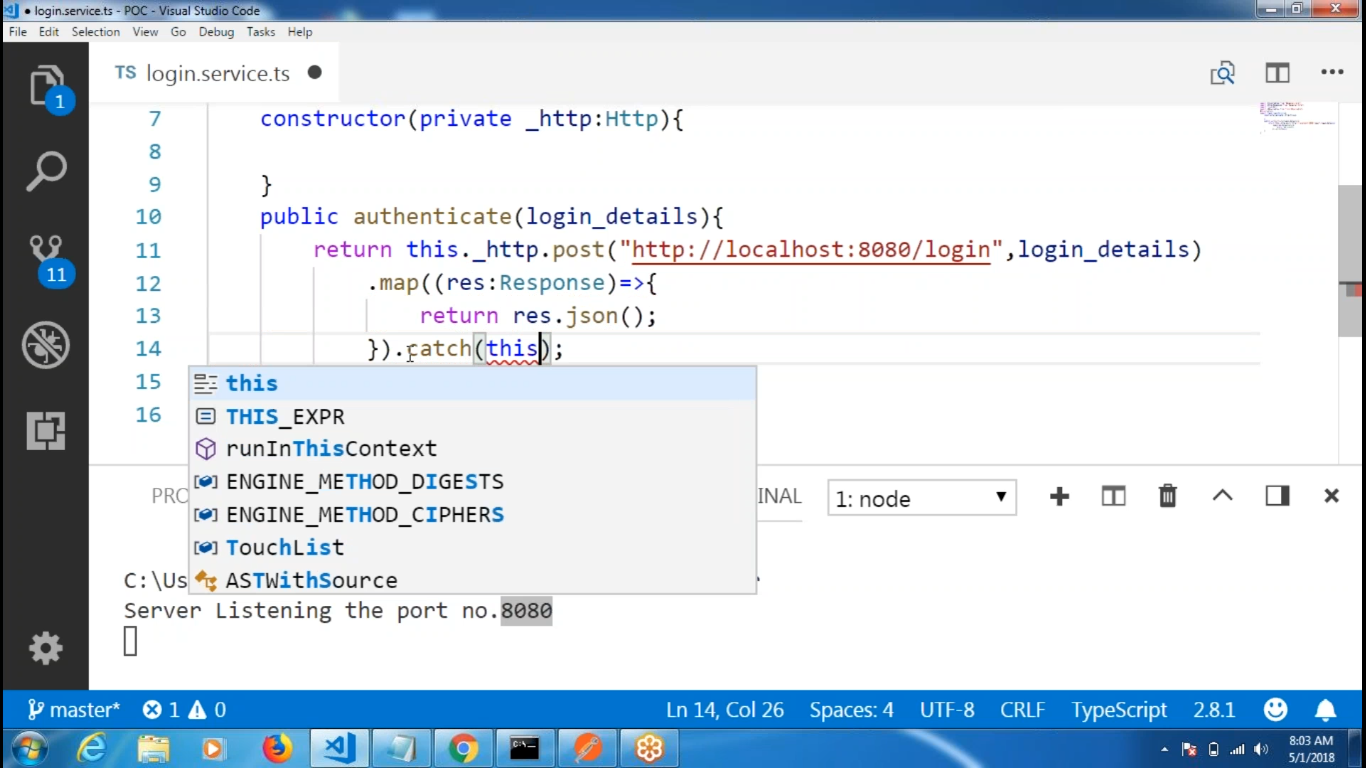 login.service.ts - POC - Visual Studio Code
File Edit Selection View Go Debug Tasks Help
TS login.service.ts
1
11
7 constructor(private _http:Http){
8
9 }
10 public authenticate(login_details){
11 return this._http.post("http://localhost:8080/login",login_details)
12 .map((res:Response)=>{
13 return res.json();
14 }).catch(this);
15
16
this
THIS_EXPR
runInThisContext
ENGINE_METHOD_DIGESTS
ENGINE_METHOD_CIPHERS
TouchList
ASTWithSource
PRO INAL 1: node
C:\Us
Server Listening the port no.8080
master* 1 0 Ln 14, Col 26 Spaces: 4 UTF-8 CRLF TypeScript 2.8.1
8:03 AM
5/1/2018